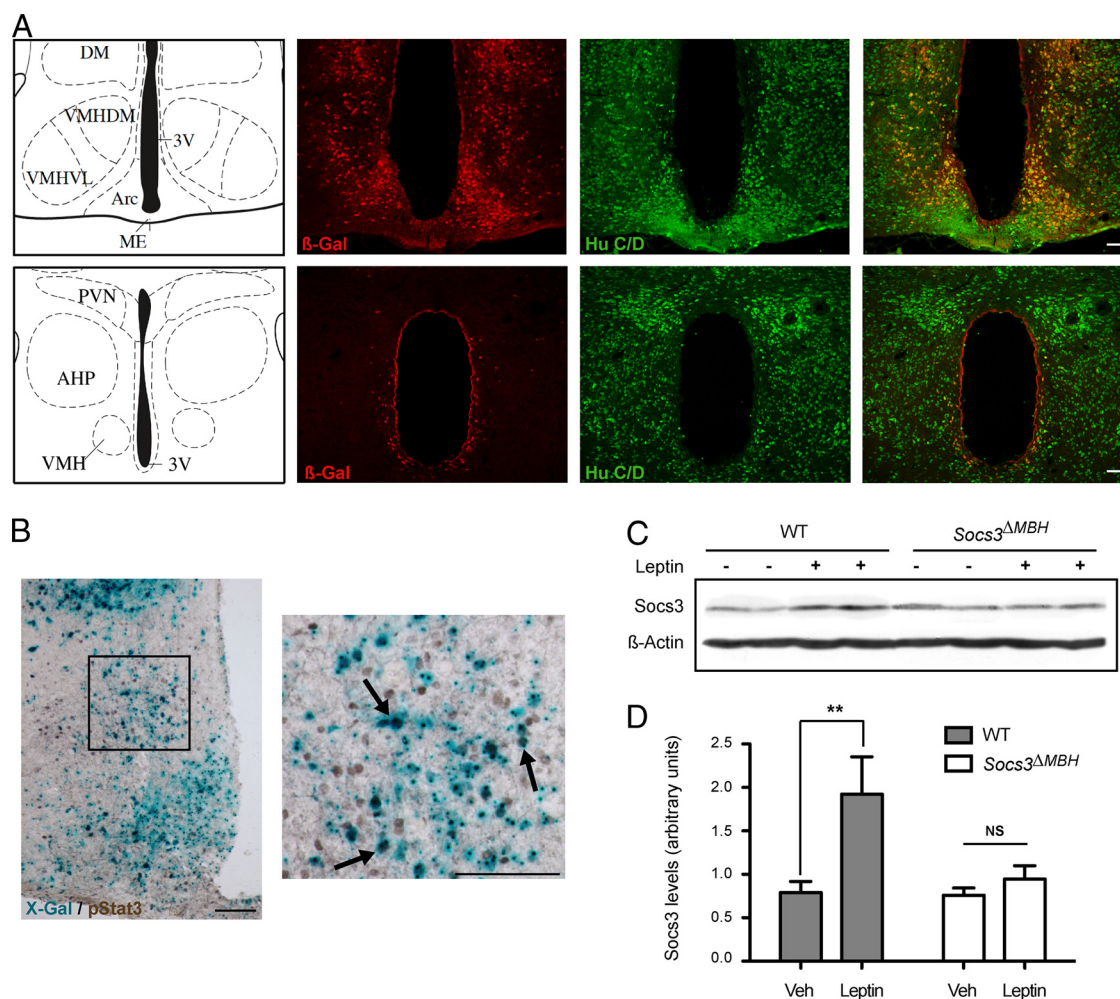 A
DM
VMHDM
3V
VMHVL
Arc
ME
ß-Gal
Hu C/D
PVN
AHP
VMH
3V
ß-Gal
Hu C/D
B
X-Gal / pStat3
C
WT
Socs3ΔMBH
Leptin - - + + - - + +
Socs3
ß-Actin
D
Socs3 levels (arbitrary units)
2.5
2.0
1.5
1.0
0.5
0.0
**
NS
WT
Socs3ΔMBH
Veh Leptin Veh Leptin